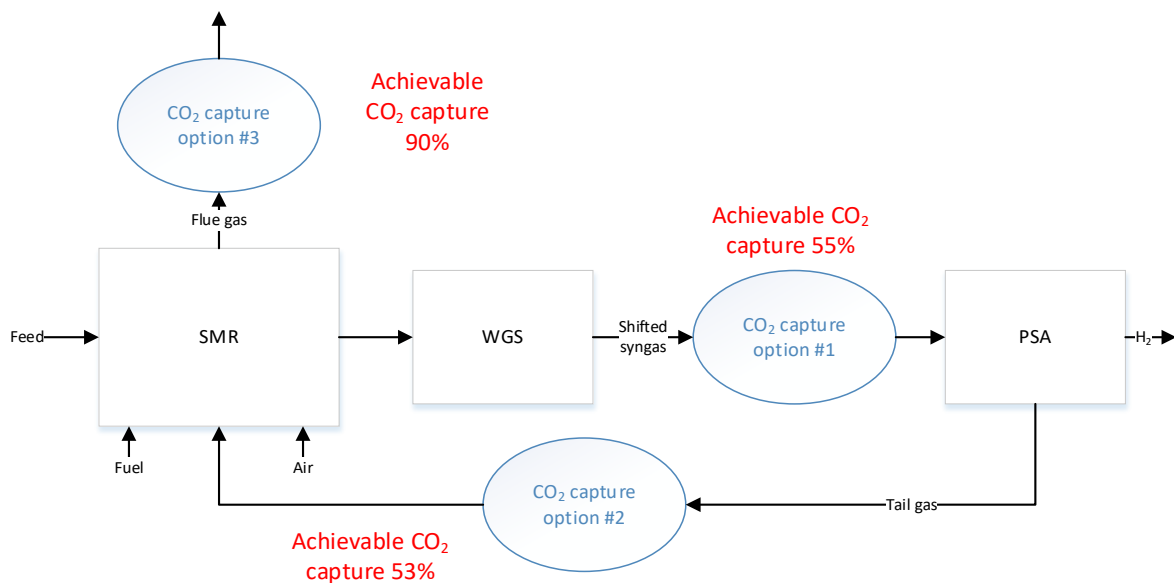 CO₂ capture
option #3
Achievable
CO₂ capture
90%
Flue gas
Achievable CO₂
capture 55%
Feed
SMR
WGS
Shifted
syngas
CO₂ capture
option #1
PSA
H₂
Fuel
Air
CO₂ capture
option #2
Tail gas
Achievable CO₂
capture 53%